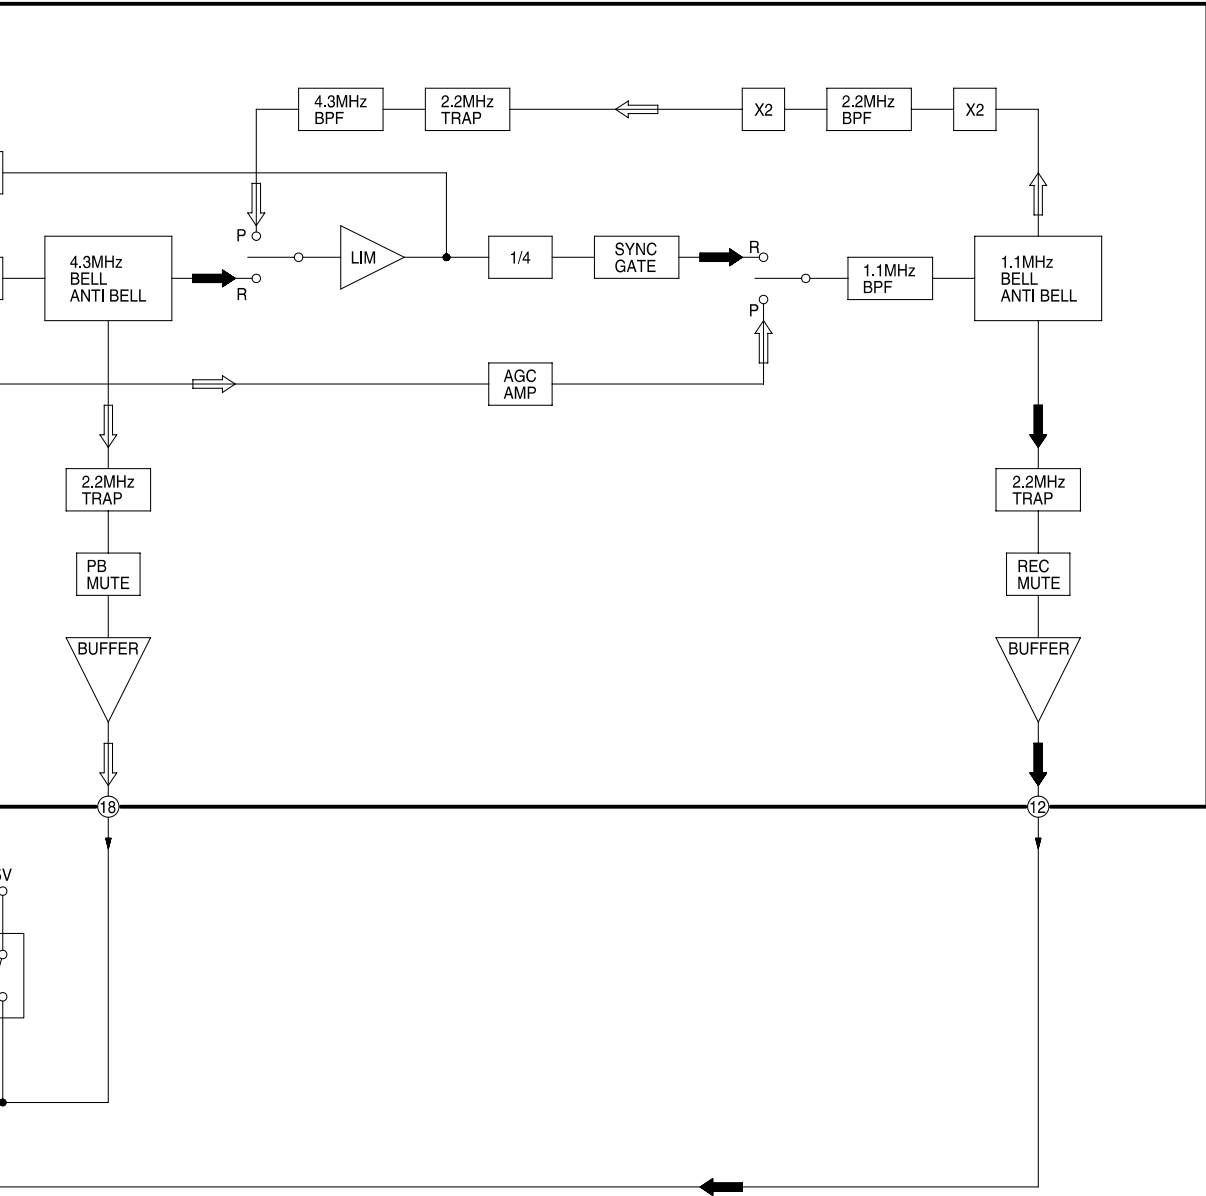 4.3MHz
BPF
2.2MHz
TRAP
X2
2.2MHz
BPF
X2
P
R
4.3MHz
BELL
ANTI BELL
LIM
1/4
SYNC
GATE
R
P
1.1MHz
BPF
1.1MHz
BELL
ANTI BELL
AGC
AMP
2.2MHz
TRAP
2.2MHz
TRAP
PB
MUTE
REC
MUTE
BUFFER
BUFFER
18
12